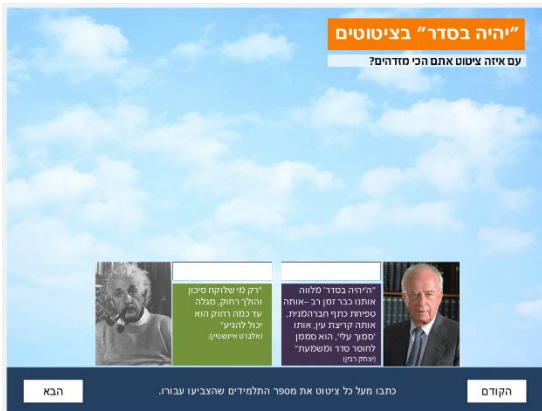 "יהיה בסדר" בציטוטים
עם איזה ציטוט אתם הכי מזדהים?
"ה'יהיה בסדר' מלווה
אותנו כבר זמן רב –אותה
טפיחת כתף חברהמנית,
אותה קריצת עין, אותו
'סמוך עלי', הוא סממן
לחוסר סדר ומשמעת"
(יצחק רבין)
"רק מי שלוקח סיכון
והולך רחוק, מגלה
עד כמה רחוק הוא
יכול להגיע"
(אלברט איינשטיין).
הקודם
כתבו מעל כל ציטוט את מספר התלמידים שהצביעו עבורו.
הבא